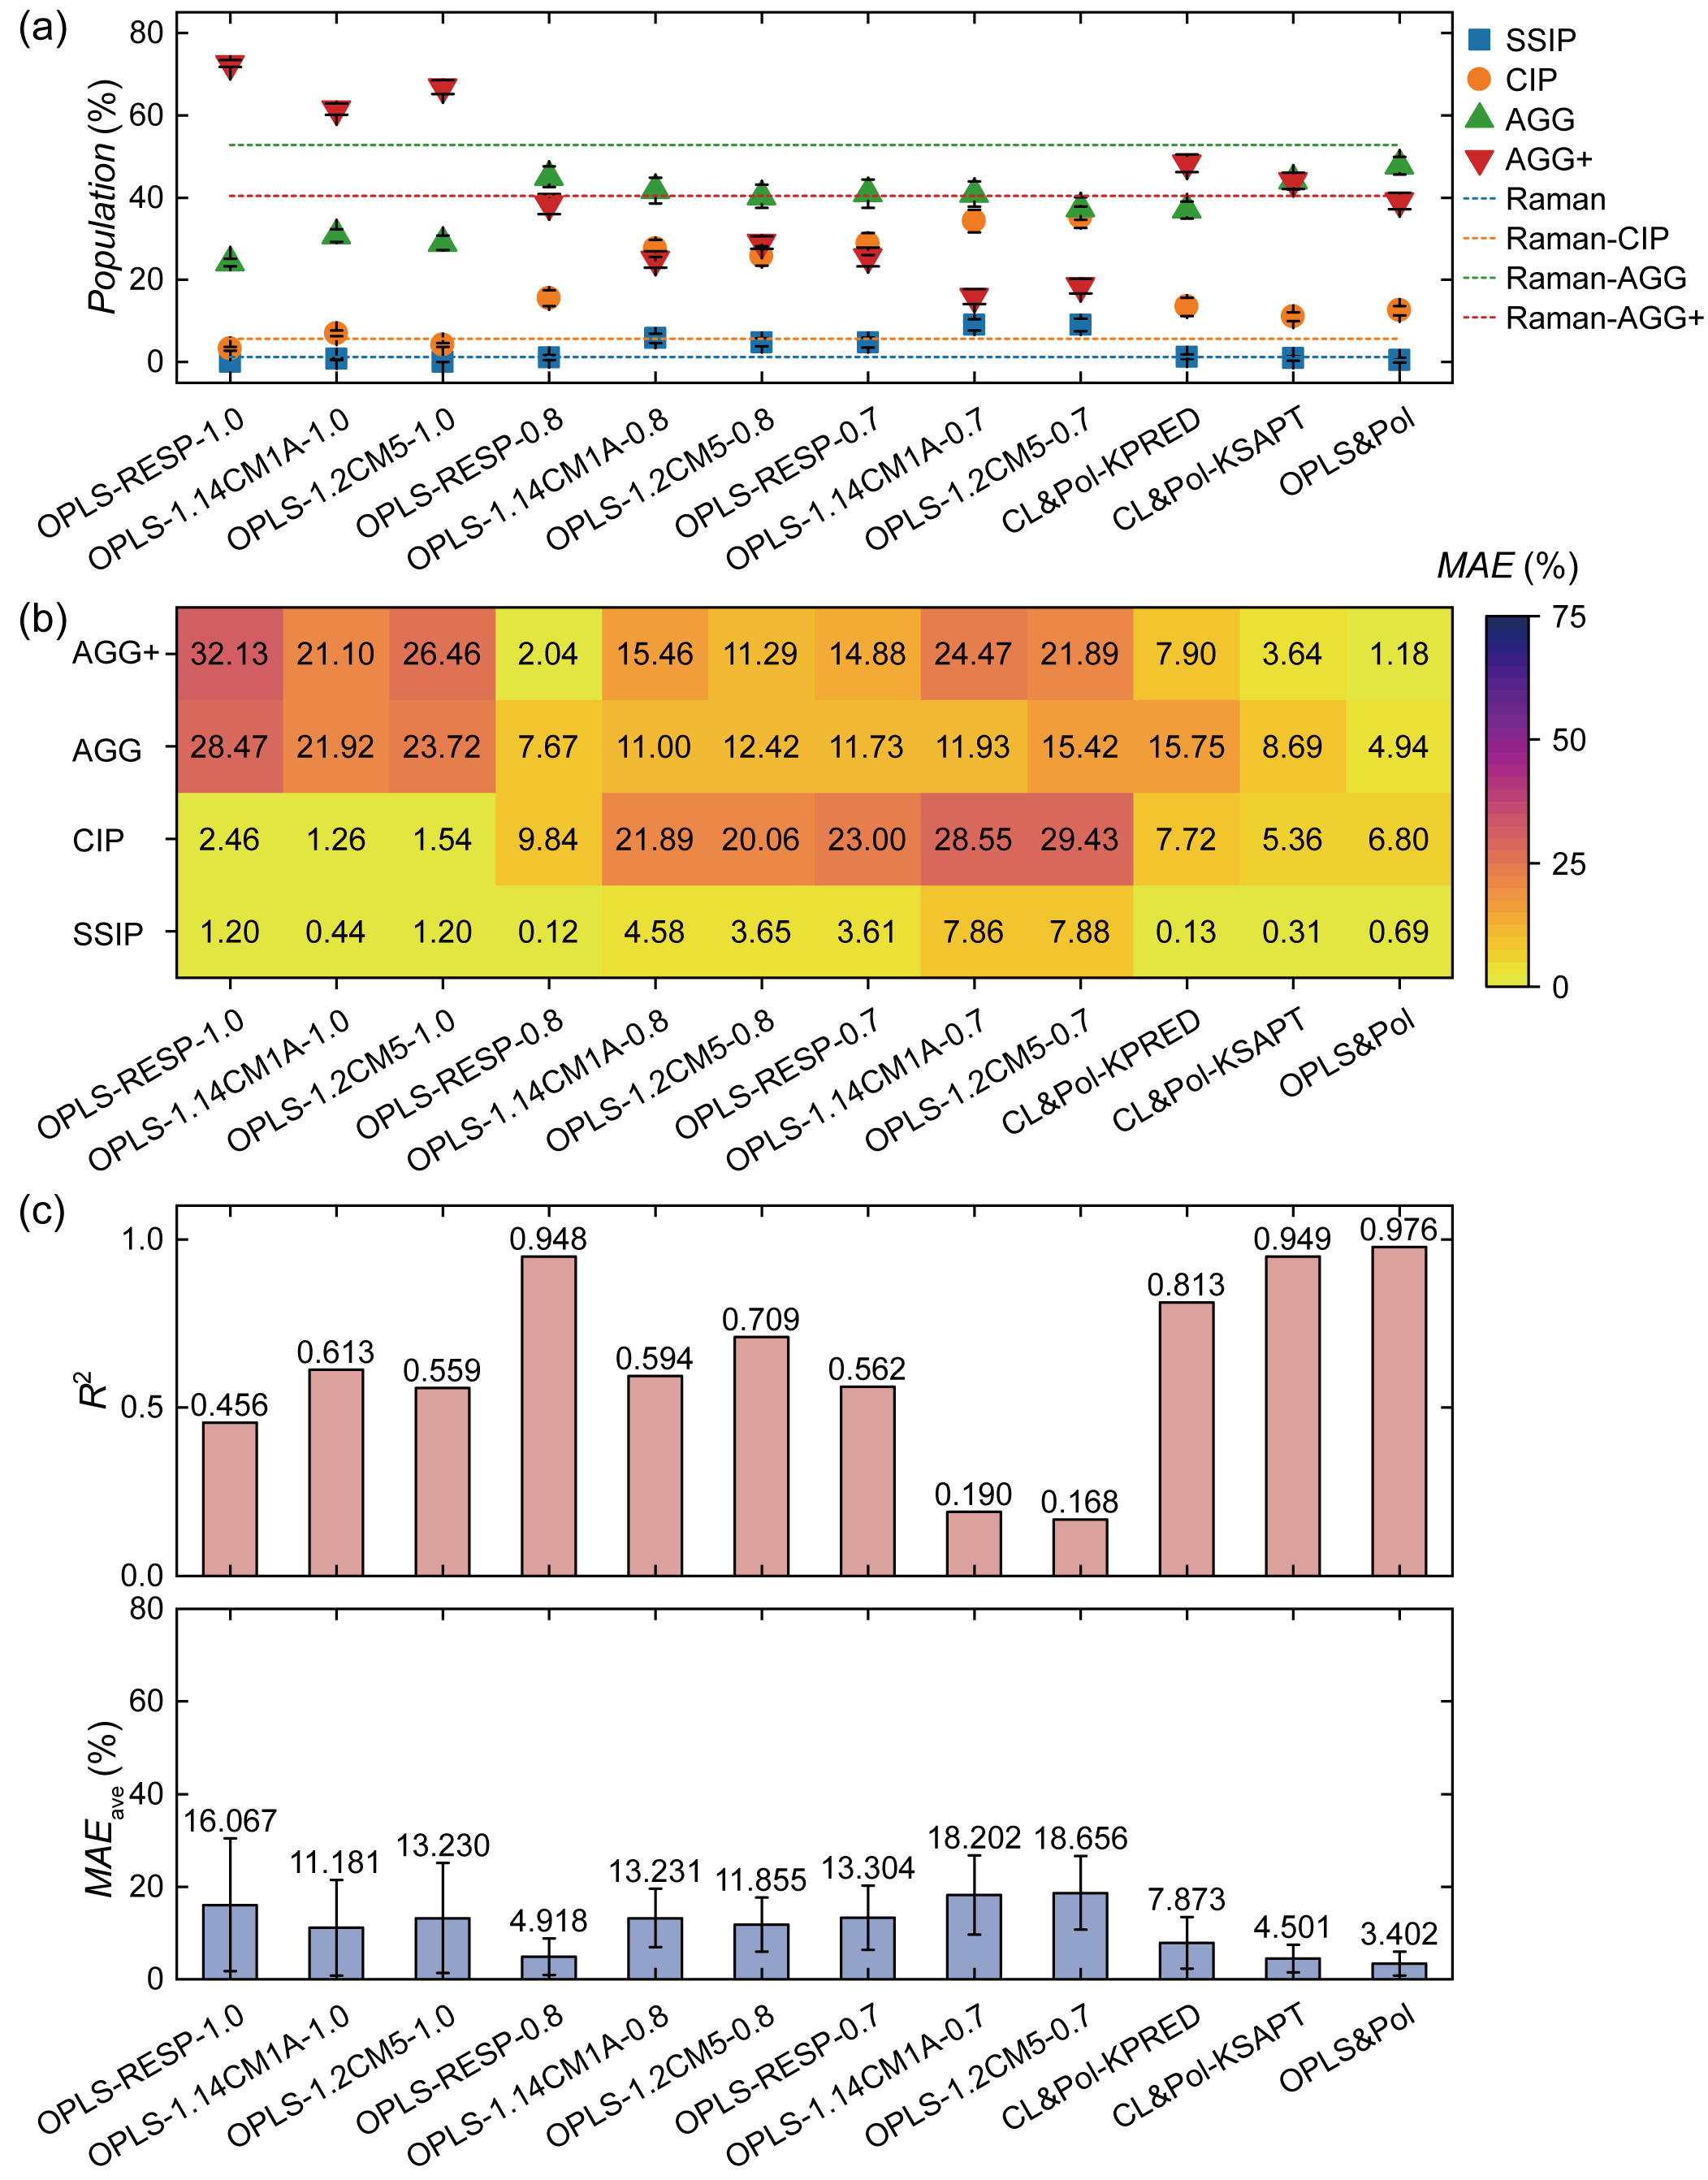 (a)
Population (%)
80
60
40
20
0
SSIP
CIP
AGG
AGG+
Raman
Raman-CIP
Raman-AGG
Raman-AGG+
OPLS-RESP-1.0
OPLS-1.14CM1A-1.0
OPLS-1.2CM5-1.0
OPLS-RESP-0.8
OPLS-1.14CM1A-0.8
OPLS-1.2CM5-0.8
OPLS-RESP-0.7
OPLS-1.14CM1A-0.7
OPLS-1.2CM5-0.7
CL&Pol-KPRED
CL&Pol-KSAPT
OPLS&Pol
MAE (%)
75
50
25
0
(b)
AGG+ 32.13 21.10 26.46 2.04 15.46 11.29 14.88 24.47 21.89 7.90 3.64 1.18
AGG 28.47 21.92 23.72 7.67 11.00 12.42 11.73 11.93 15.42 15.75 8.69 4.94
CIP 2.46 1.26 1.54 9.84 21.89 20.06 23.00 28.55 29.43 7.72 5.36 6.80
SSIP 1.20 0.44 1.20 0.12 4.58 3.65 3.61 7.86 7.88 0.13 0.31 0.69
OPLS-RESP-1.0
OPLS-1.14CM1A-1.0
OPLS-1.2CM5-1.0
OPLS-RESP-0.8
OPLS-1.14CM1A-0.8
OPLS-1.2CM5-0.8
OPLS-RESP-0.7
OPLS-1.14CM1A-0.7
OPLS-1.2CM5-0.7
CL&Pol-KPRED
CL&Pol-KSAPT
OPLS&Pol
(c)
R²
1.0
0.5
0.0
0.456 0.613 0.559 0.948 0.594 0.709 0.562 0.190 0.168 0.813 0.949 0.976
MAEave (%)
80
60
40
20
0
16.067 11.181 13.230 4.918 13.231 11.855 13.304 18.202 18.656 7.873 4.501 3.402
OPLS-RESP-1.0
OPLS-1.14CM1A-1.0
OPLS-1.2CM5-1.0
OPLS-RESP-0.8
OPLS-1.14CM1A-0.8
OPLS-1.2CM5-0.8
OPLS-RESP-0.7
OPLS-1.14CM1A-0.7
OPLS-1.2CM5-0.7
CL&Pol-KPRED
CL&Pol-KSAPT
OPLS&Pol